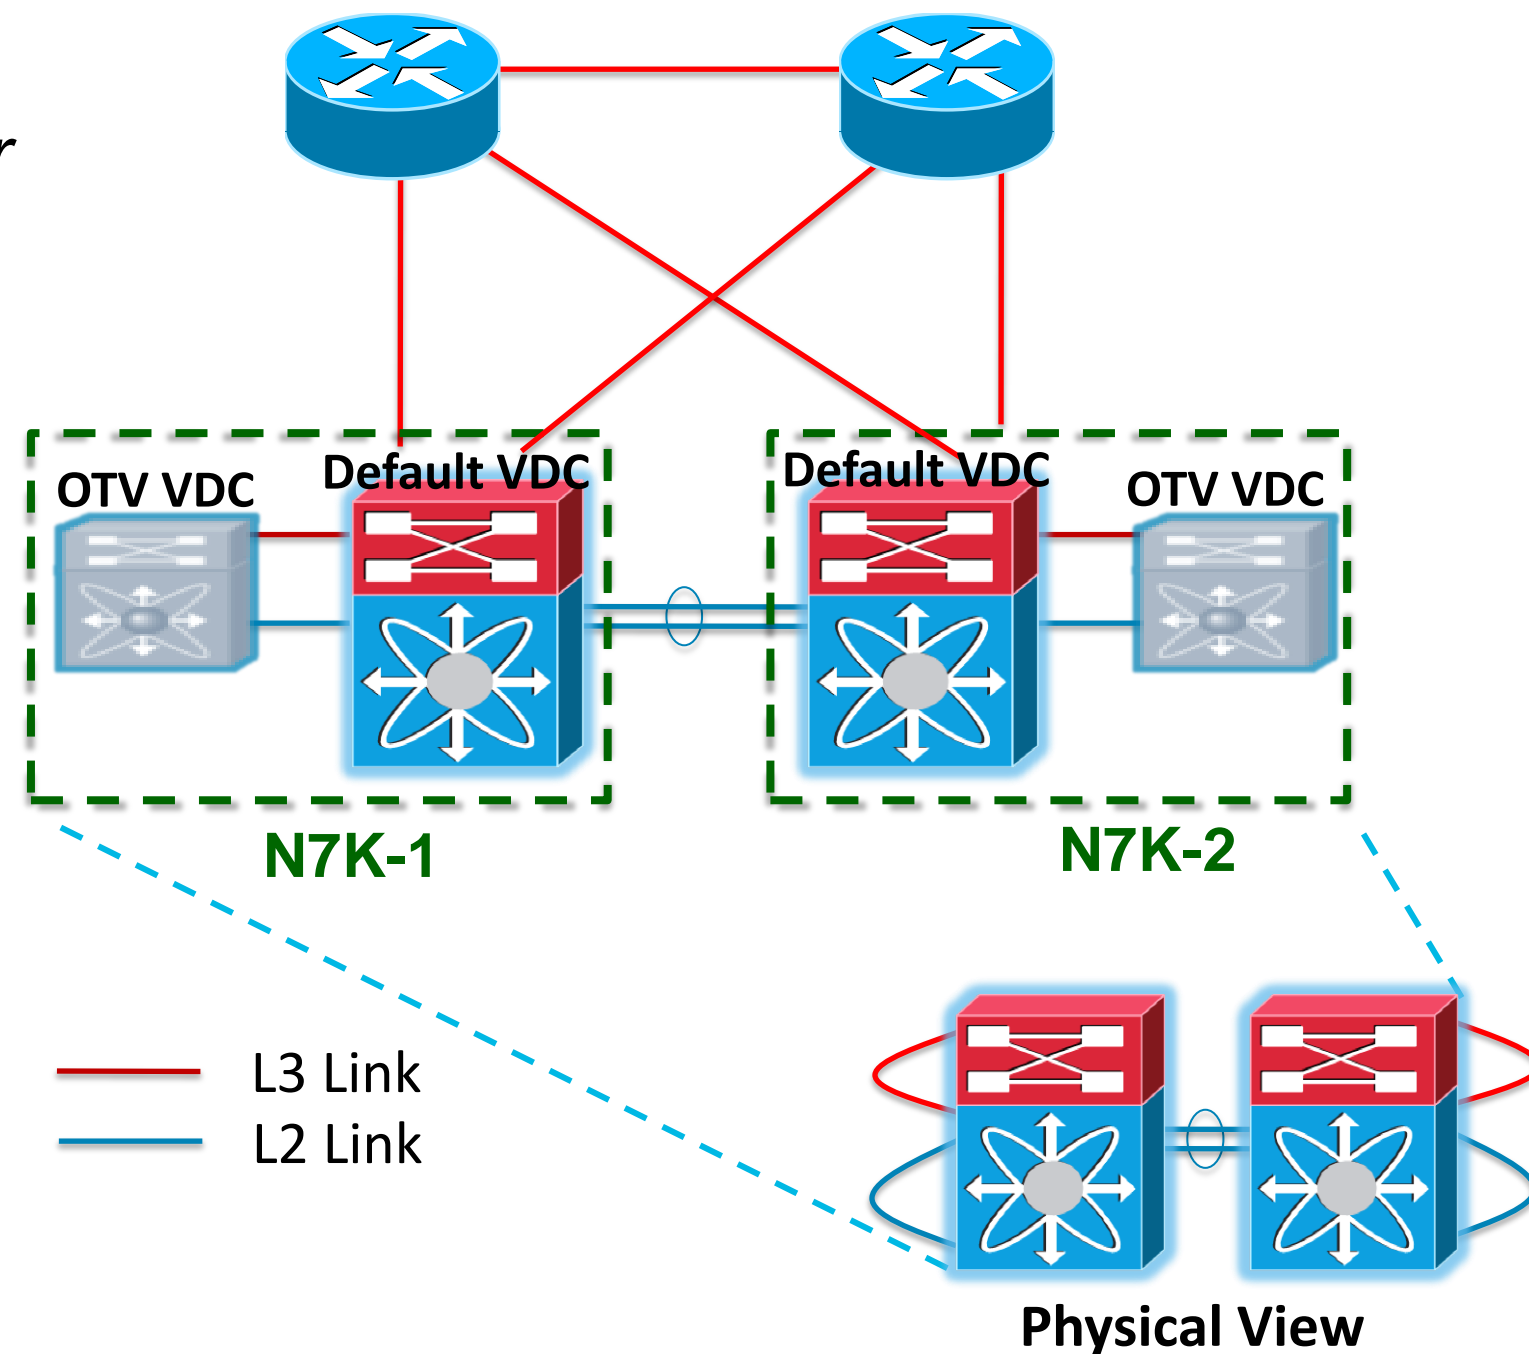 r
OTV VDC
Default VDC
Default VDC
OTV VDC
N7K-1
N7K-2
L3 Link
L2 Link
Physical View